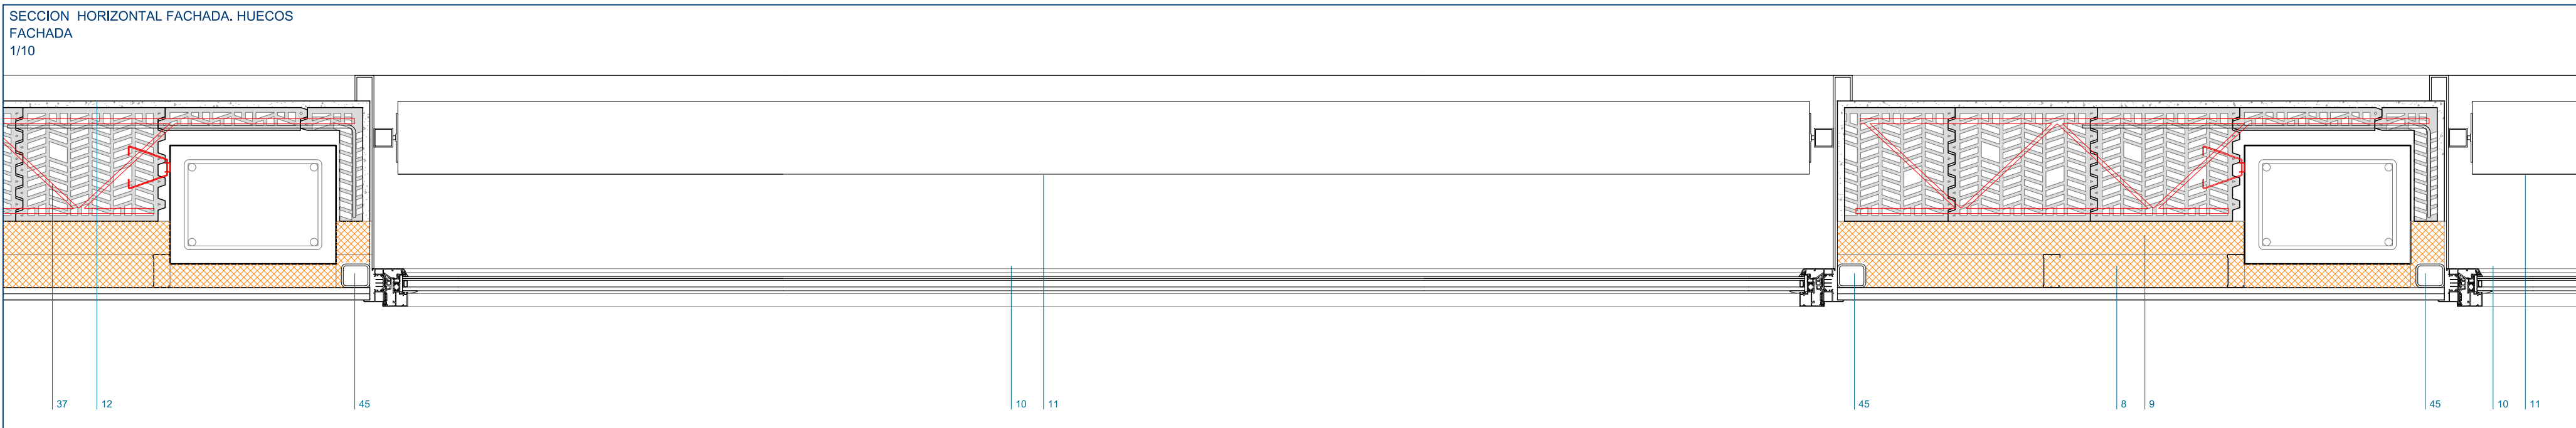 SECCION HORIZONTAL FACHADA. HUECOS
FACHADA
1/10
37 12 45 10 11 45 8 9 45 10 11